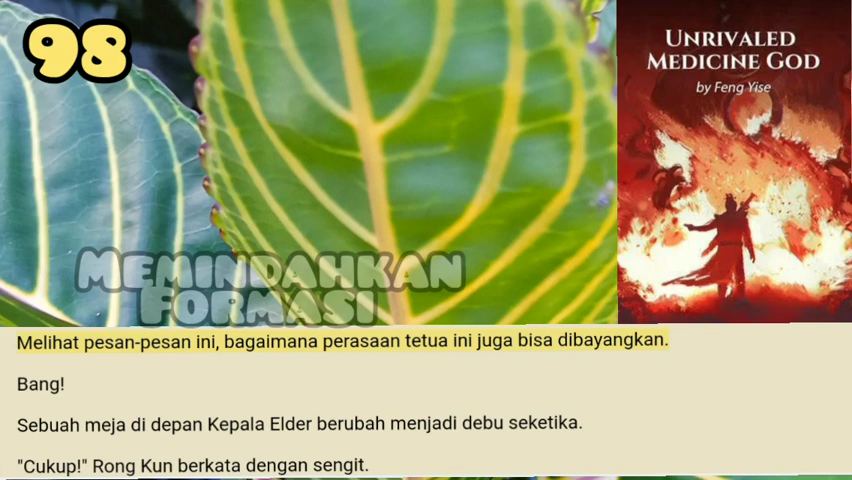 98
UNRIVALED
MEDICINE GOD
by Feng Yise
MEMINDAHKAN
FORMASI
Melihat pesan-pesan ini, bagaimana perasaan tetua ini juga bisa dibayangkan.
Bang!
Sebuah meja di depan Kepala Elder berubah menjadi debu seketika.
"Cukup!" Rong Kun berkata dengan sengit.